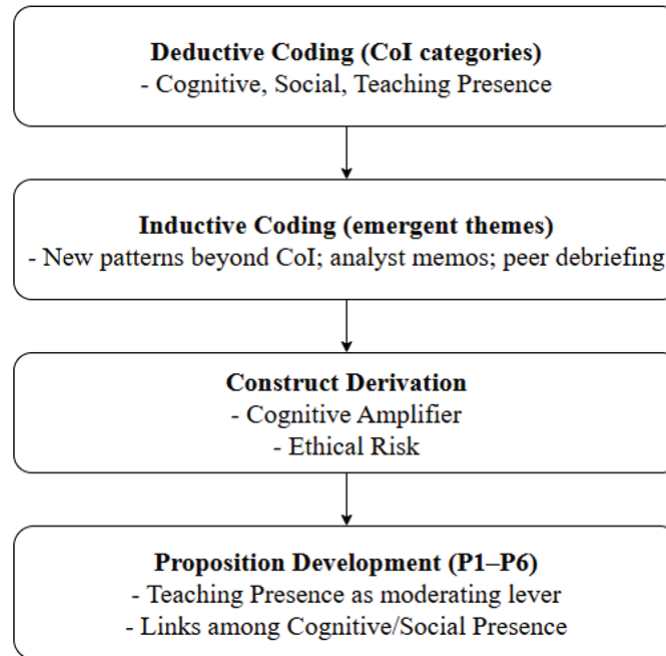 Deductive Coding (CoI categories)
- Cognitive, Social, Teaching Presence
Inductive Coding (emergent themes)
- New patterns beyond CoI; analyst memos; peer debriefing
Construct Derivation
- Cognitive Amplifier
- Ethical Risk
Proposition Development (P1–P6)
- Teaching Presence as moderating lever
- Links among Cognitive/Social Presence